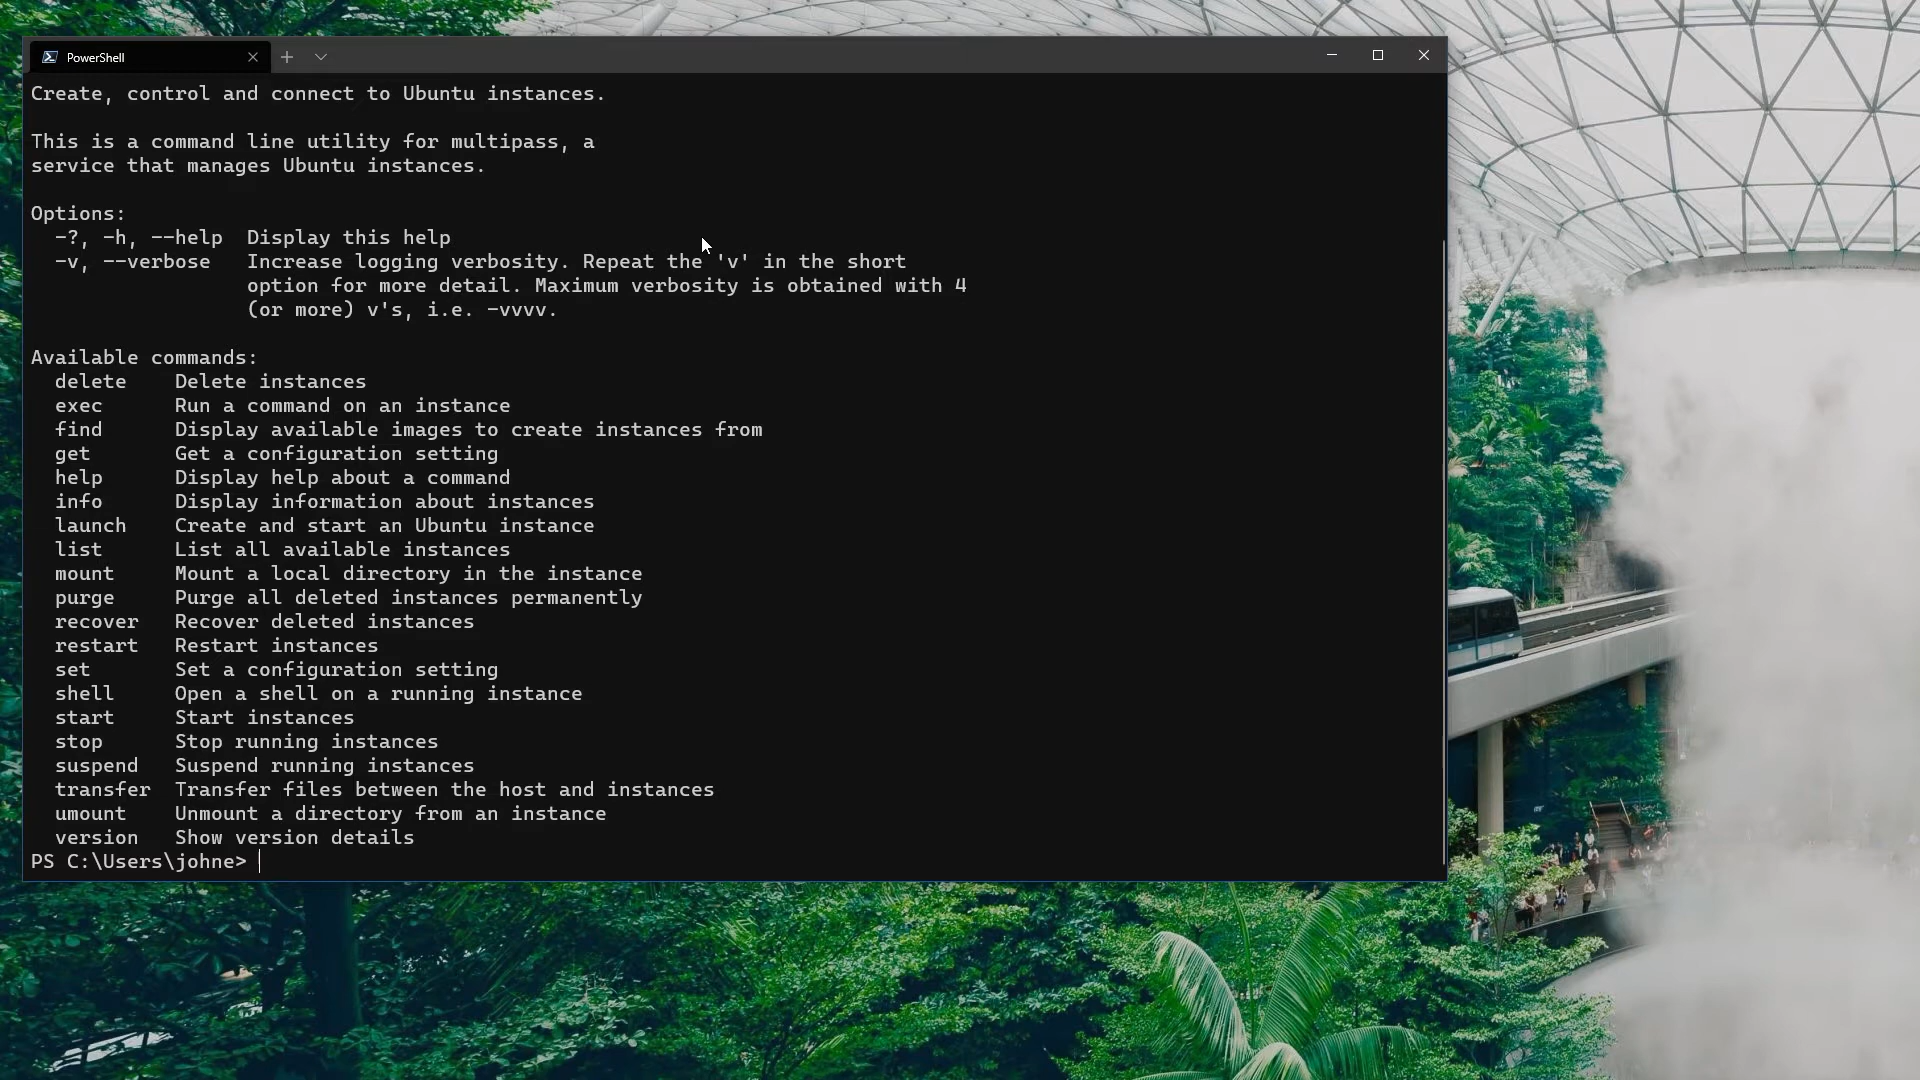 PowerShell
Create, control and connect to Ubuntu instances.
This is a command line utility for multipass, a
service that manages Ubuntu instances.
Options:
-?, -h, --help  Display this help
-v, --verbose   Increase logging verbosity. Repeat the 'v' in the short
option for more detail. Maximum verbosity is obtained with 4
(or more) v's, i.e. -vvvv.
Available commands:
delete    Delete instances
exec      Run a command on an instance
find      Display available images to create instances from
get       Get a configuration setting
help      Display help about a command
info      Display information about instances
launch    Create and start an Ubuntu instance
list      List all available instances
mount     Mount a local directory in the instance
purge     Purge all deleted instances permanently
recover   Recover deleted instances
restart   Restart instances
set       Set a configuration setting
shell     Open a shell on a running instance
start     Start instances
stop      Stop running instances
suspend   Suspend running instances
transfer  Transfer files between the host and instances
umount    Unmount a directory from an instance
version   Show version details
PS C:\Users\johne>